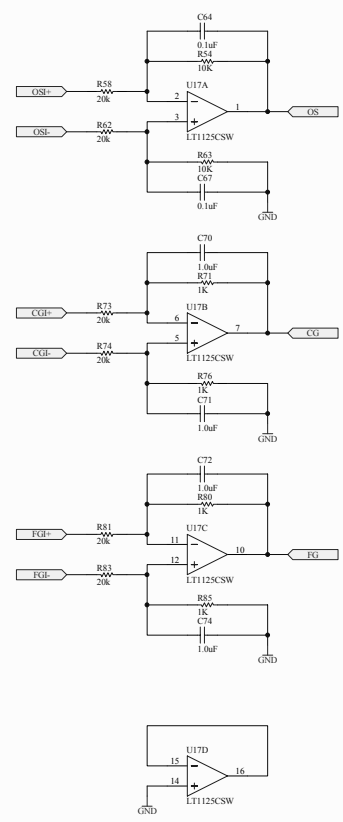 C64
0.1uF
R54
10K
OSI+
R58
20k
U17A
2
1
OS
OSI-
R62
20k
3
LT1125CSW
R63
10K
C67
0.1uF
GND
C70
1.0uF
R71
1K
CGI+
R73
20k
U17B
6
7
CG
CGI-
R74
20k
5
LT1125CSW
R76
1K
C71
1.0uF
GND
C72
1.0uF
R80
1K
FGI+
R81
20k
U17C
11
10
FG
FGI-
R83
20k
12
LT1125CSW
R85
1K
C74
1.0uF
GND
U17D
15
16
14
LT1125CSW
GND